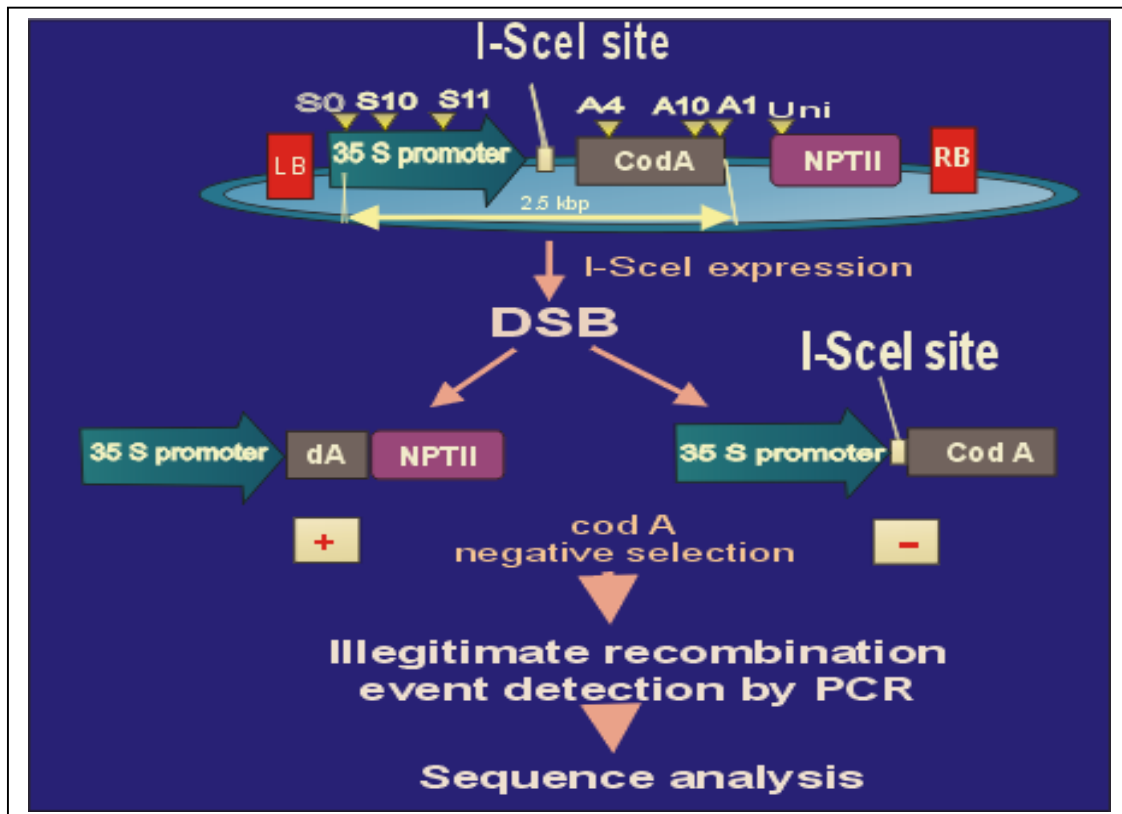 I-SceI site
S0 S10 S11 A4 A10 A1 Uni
LB 35 S promoter CodA NPTII RB
2.5 kbp
I-SceI expression
DSB
I-SceI site
35 S promoter dA NPTII
35 S promoter Cod A
+ cod A -
negative selection
Illegitimate recombination
event detection by PCR
Sequence analysis